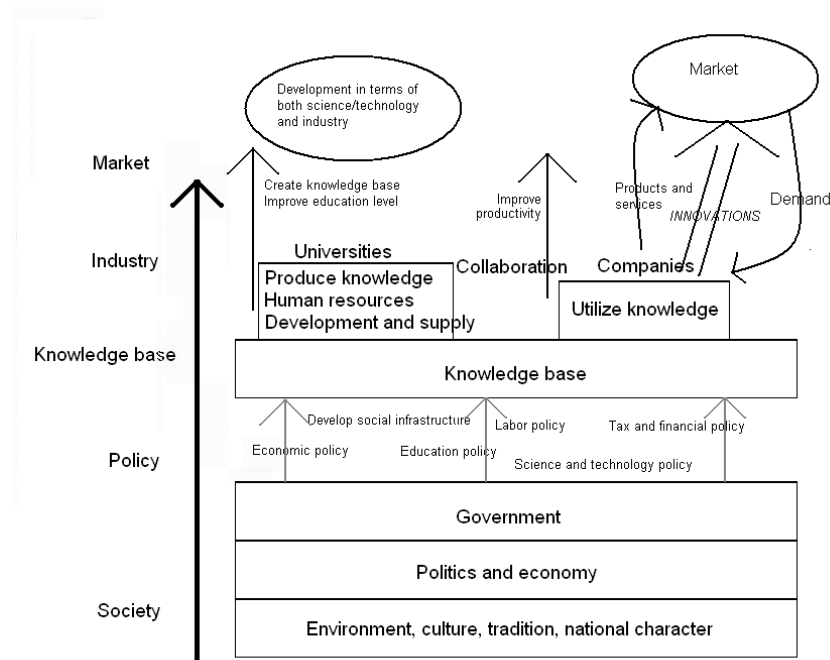 Market
Development in terms of
both science/technology
and industry
Market
Create knowledge base
Improve education level
Improve
productivity
Products and
services
INNOVATIONS
Demand
Industry
Universities
Collaboration
Companies
Produce knowledge
Human resources
Development and supply
Utilize knowledge
Knowledge base
Knowledge base
Develop social infrastructure
Labor policy
Tax and financial policy
Economic policy
Education policy
Science and technology policy
Policy
Government
Politics and economy
Society
Environment, culture, tradition, national character